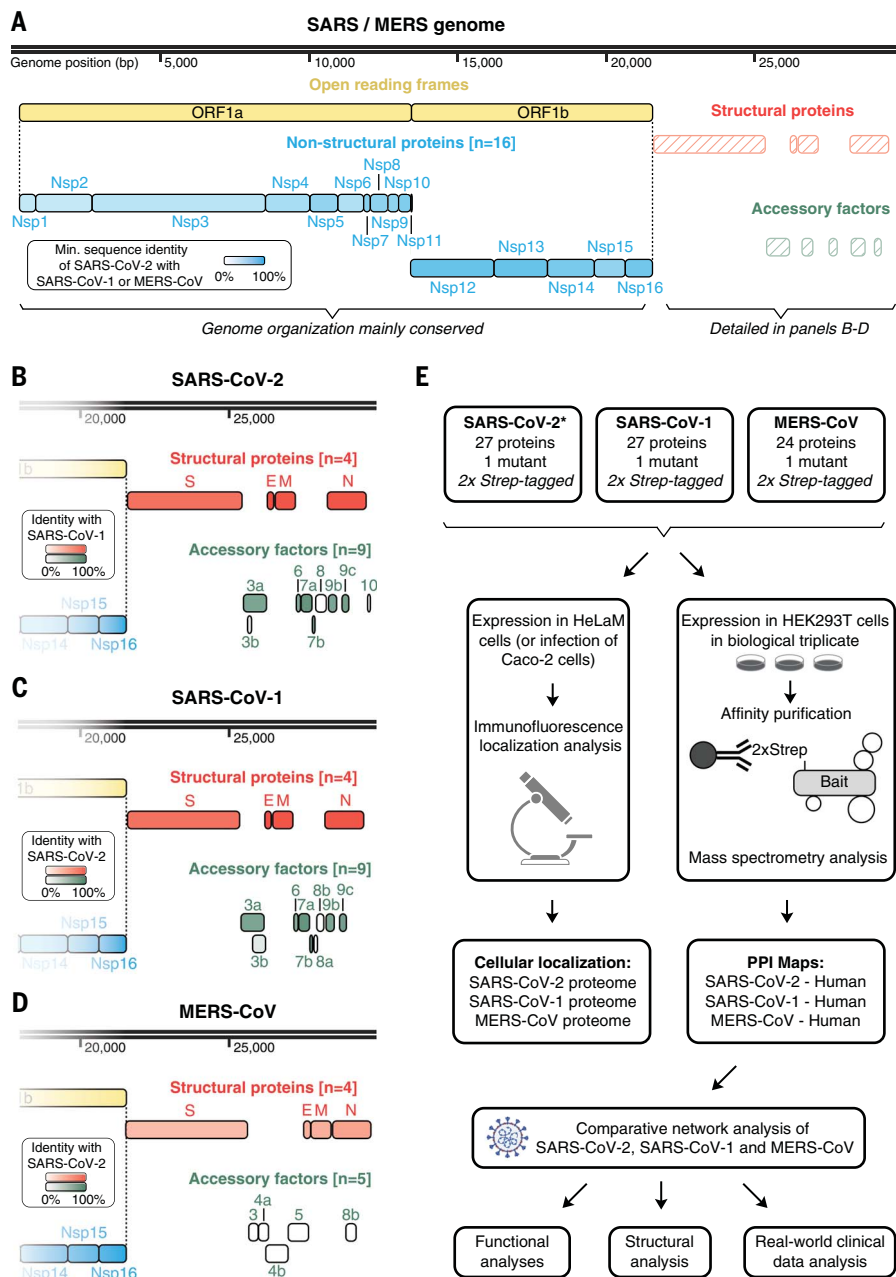 A
SARS / MERS genome
Genome position (bp)
5,000
10,000
15,000
20,000
25,000
Open reading frames
ORF1a
ORF1b
Structural proteins
Non-structural proteins [n=16]
Nsp8
Nsp2
Nsp4
Nsp6
Nsp10
Nsp1
Nsp3
Nsp5
Nsp9
Nsp7
Nsp11
Accessory factors
Min. sequence identity
of SARS-CoV-2 with
SARS-CoV-1 or MERS-CoV
0%
100%
Nsp13
Nsp15
Nsp12
Nsp14
Nsp16
Genome organization mainly conserved
Detailed in panels B-D
B
SARS-CoV-2
20,000
25,000
Structural proteins [n=4]
1b
S
E
M
N
Identity with
SARS-CoV-1
0% 100%
Accessory factors [n=9]
6
8
9c
3a
7a
9b
10
3b
7b
Nsp15
Nsp14
Nsp16
C
SARS-CoV-1
20,000
25,000
Structural proteins [n=4]
1b
S
E
M
N
Identity with
SARS-CoV-2
0% 100%
Accessory factors [n=9]
6
8b
9c
3a
7a
9b
3b
7b
8a
Nsp15
Nsp14
Nsp16
D
MERS-CoV
20,000
25,000
Structural proteins [n=4]
1b
S
E
M
N
Identity with
SARS-CoV-2
0% 100%
Accessory factors [n=5]
4a
3
5
8b
4b
Nsp15
Nsp14
Nsp16
E
SARS-CoV-2*
27 proteins
1 mutant
2x Strep-tagged
SARS-CoV-1
27 proteins
1 mutant
2x Strep-tagged
MERS-CoV
24 proteins
1 mutant
2x Strep-tagged
Expression in HeLaM
cells (or infection of
Caco-2 cells)
Immunofluorescence
localization analysis
Expression in HEK293T cells
in biological triplicate
Affinity purification
2xStrep
Bait
Mass spectrometry analysis
Cellular localization:
SARS-CoV-2 proteome
SARS-CoV-1 proteome
MERS-CoV proteome
PPI Maps:
SARS-CoV-2 - Human
SARS-CoV-1 - Human
MERS-CoV - Human
Comparative network analysis of
SARS-CoV-2, SARS-CoV-1 and MERS-CoV
Functional
analyses
Structural
analysis
Real-world clinical
data analysis